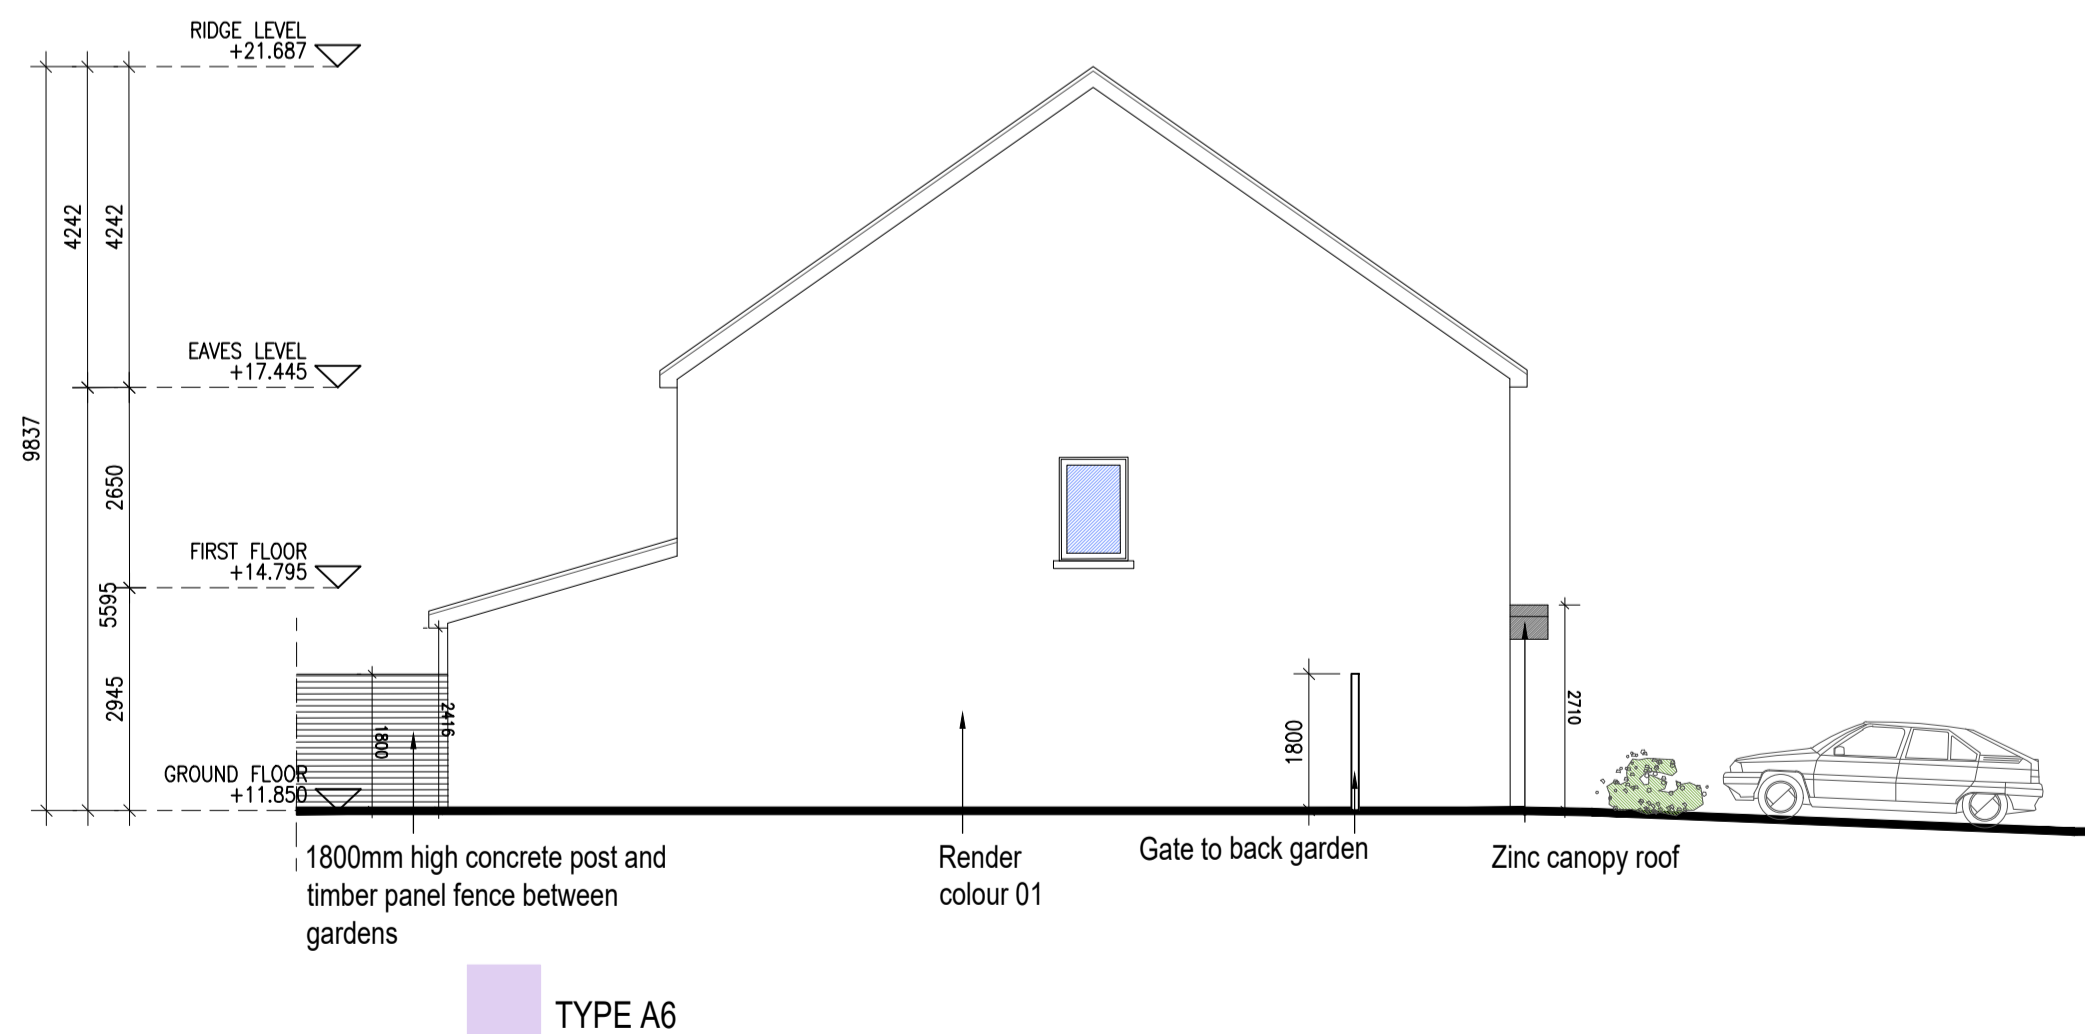 RIDGE LEVEL
+21.687
4242
4242
EAVES LEVEL
+17.445
9837
2650
FIRST FLOOR
+14.795
5595
2945
GROUND FLOOR
+11.850
1800
2416
1800
2710
1800mm high concrete post and
timber panel fence between
gardens
Render
colour 01
Gate to back garden
Zinc canopy roof
TYPE A6